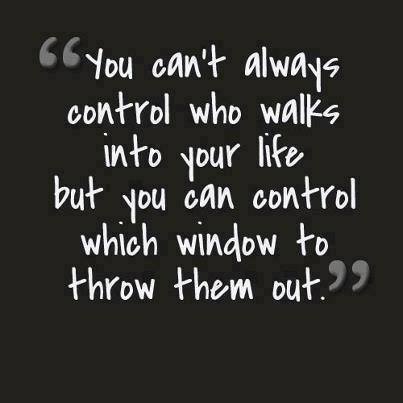 “You can't always
control who walks
into your life
but you can control
which window to
throw them out.”